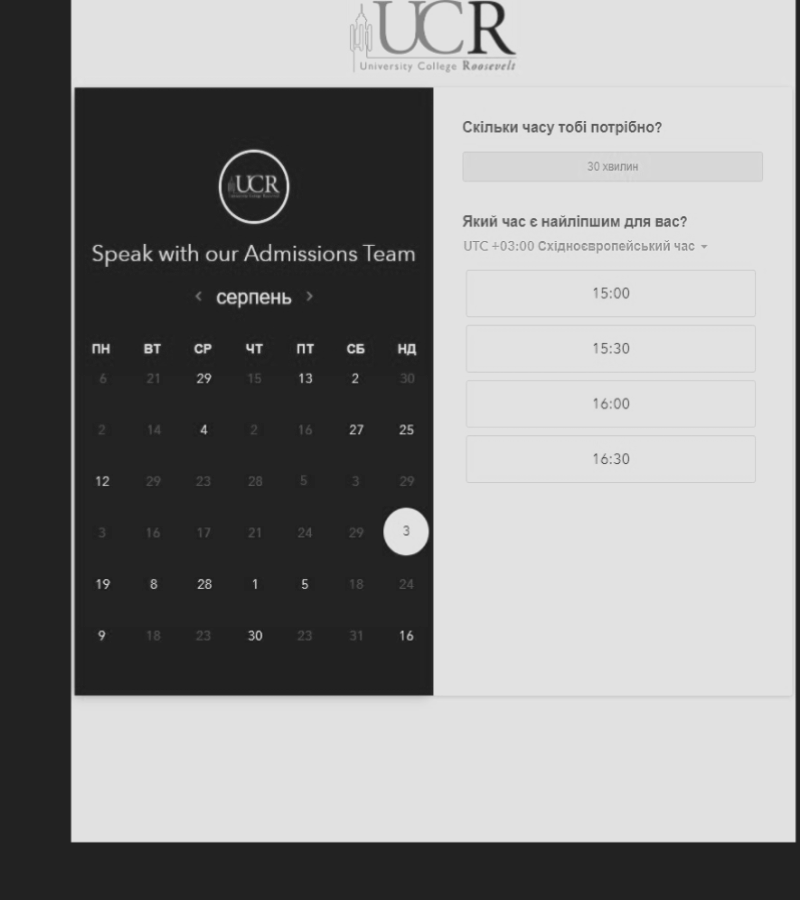 UCR
University College Roosevelt
UCR
Speak with our Admissions Team
< серпень >
ПН ВТ СР ЧТ ПТ СБ НД
6 21 29 15 13 2 30
2 14 4 2 16 27 25
12 29 23 28 5 3 29
3 16 17 21 24 29 3
19 8 28 1 5 18 24
9 18 23 30 23 31 16
Скільки часу тобі потрібно?
30 хвилин
Який час є найліпшим для вас?
UTC +03:00 Східноєвропейський час
15:00
15:30
16:00
16:30